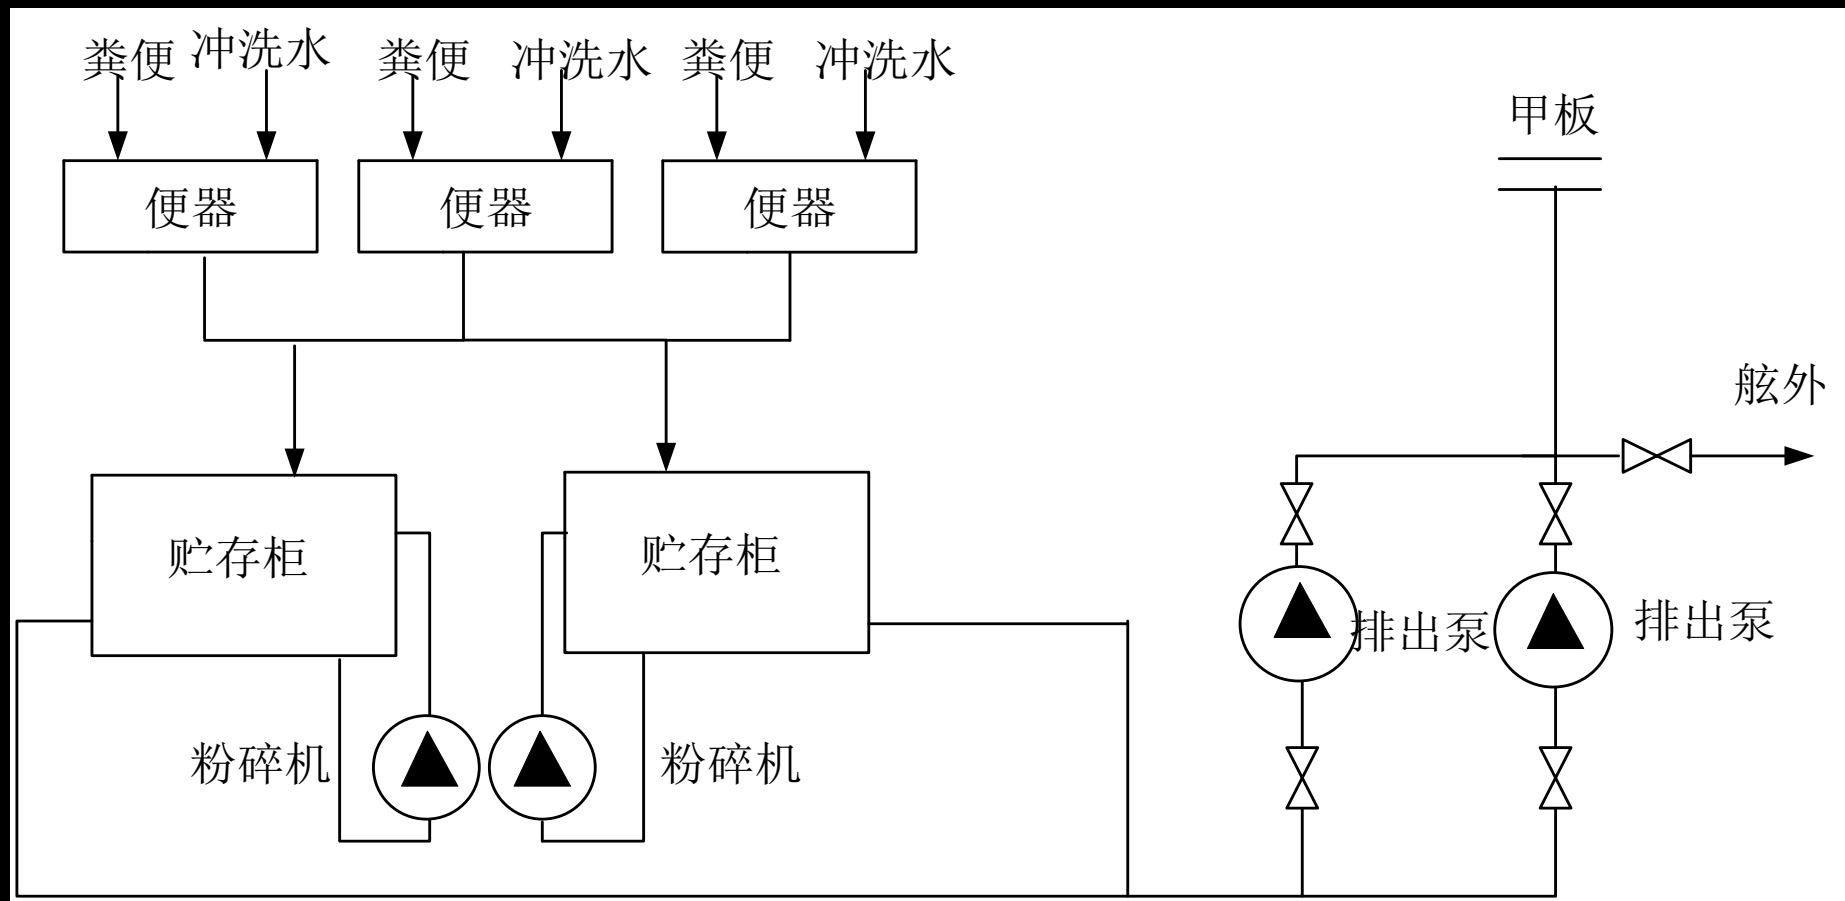 粪便 冲洗水 粪便 冲洗水 粪便 冲洗水
甲板
便器 便器 便器
舷外
贮存柜 贮存柜
排出泵 排出泵
粉碎机 粉碎机